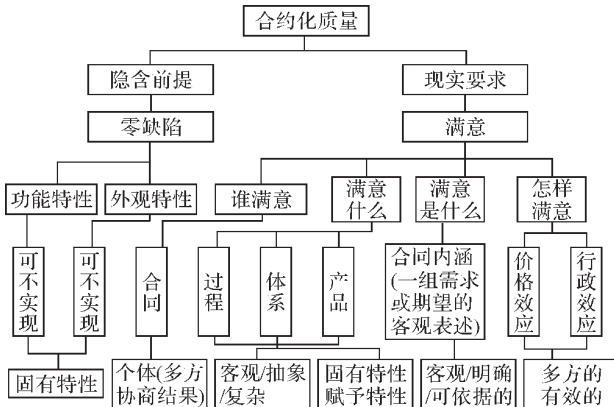 合约化质量
隐含前提
现实要求
零缺陷
满意
功能特性
外观特性
谁满意
满意
什么
满意
是什么
怎样
满意
可不实现
可不实现
合同
过程
体系
产品
合同内涵
(一组需求
或期望的
客观表述)
价格效应
行政效应
固有特性
个体(多方
协商结果)
客观/抽象
/复杂
固有特性
赋予特性
客观/明确
/可依据的
多方的
有效的